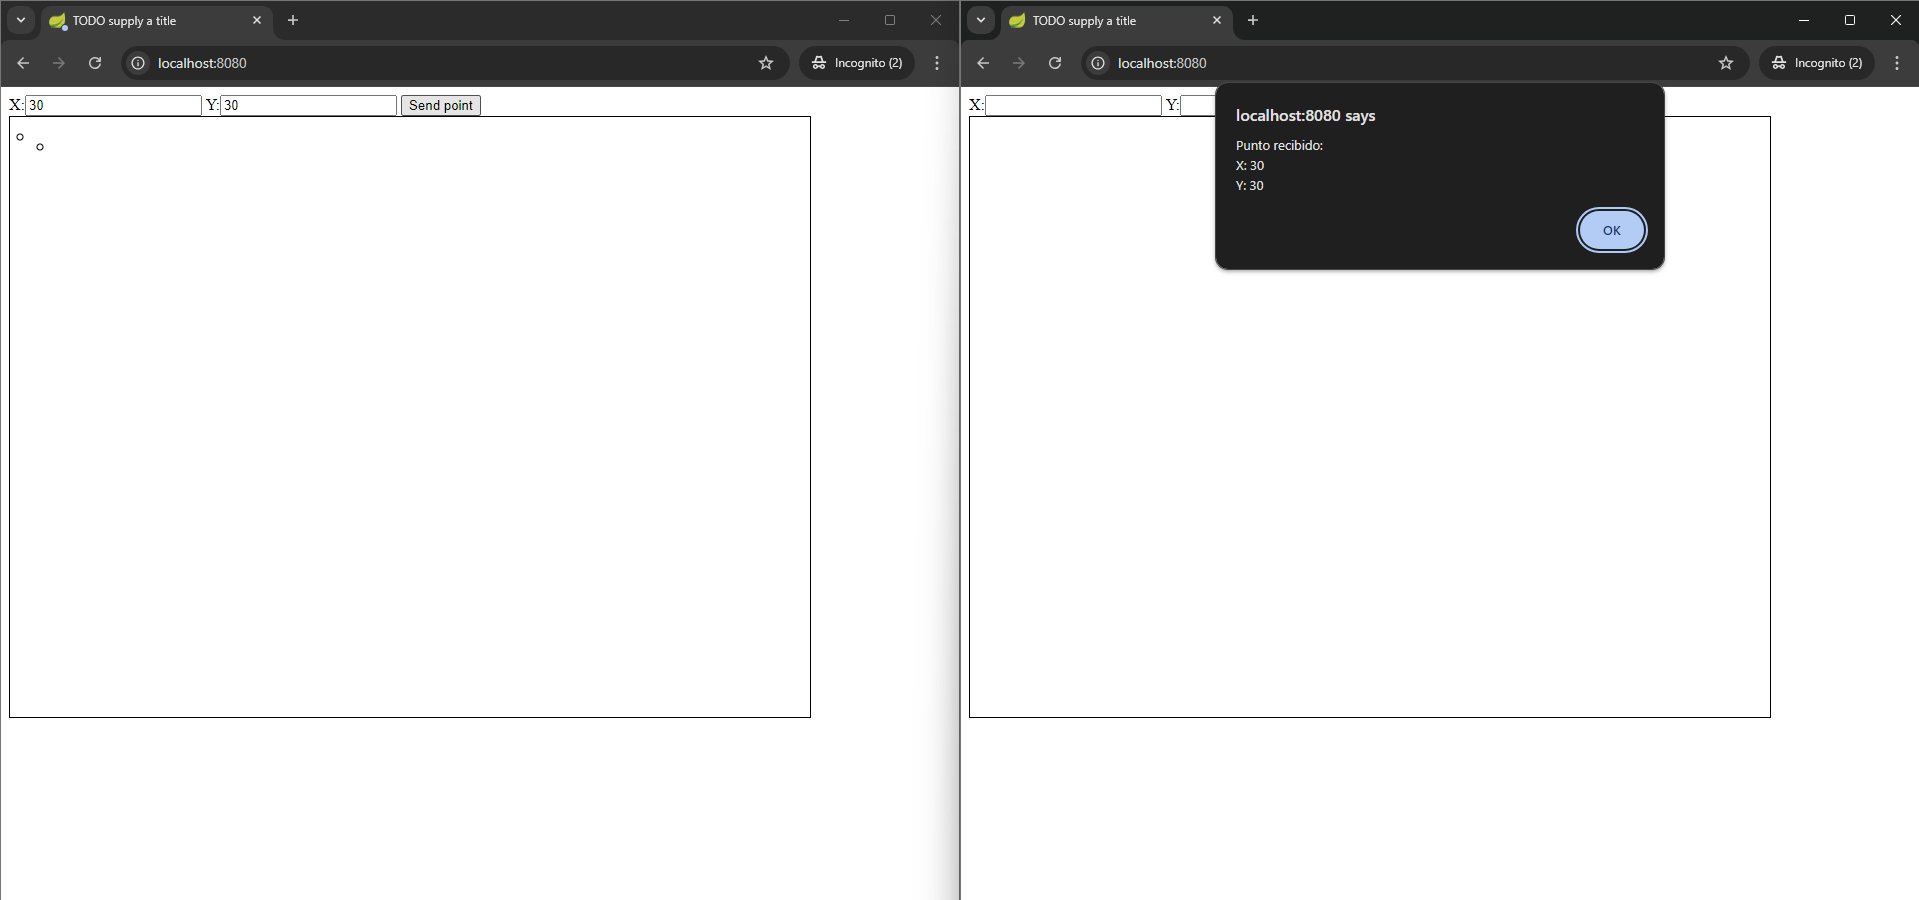 TODO supply a title
localhost:8080
Incognito (2)
X: 30 Y: 30 Send point
TODO supply a title
localhost:8080
Incognito (2)
X: Y:
localhost:8080 says
Punto recibido:
X: 30
Y: 30
OK